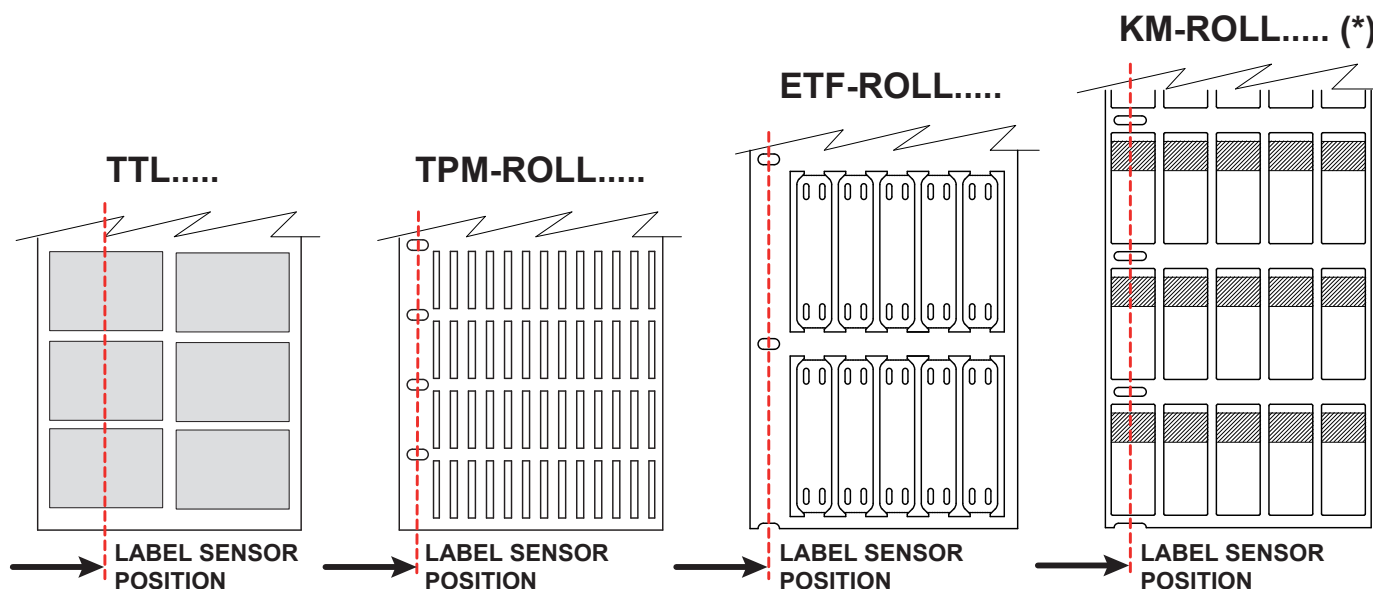 KM-ROLL..... (*)
ETF-ROLL.....
TTL.....
TPM-ROLL.....
LABEL SENSOR
POSITION
LABEL SENSOR
POSITION
LABEL SENSOR
POSITION
LABEL SENSOR
POSITION